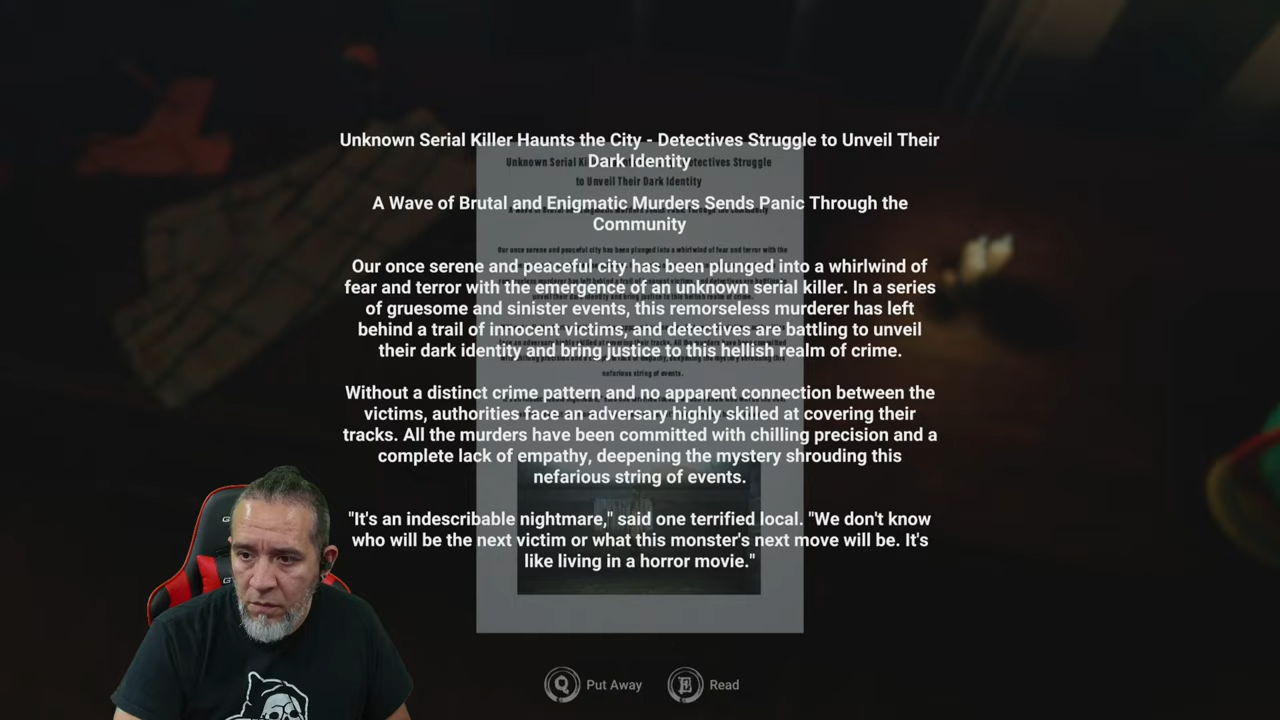 Unknown Serial Killer Haunts the City - Detectives Struggle to Unveil Their
Dark Identity
A Wave of Brutal and Enigmatic Murders Sends Panic Through the
Community
Our once serene and peaceful city has been plunged into a whirlwind of
fear and terror with the emergence of an unknown serial killer. In a series
of gruesome and sinister events, this remorseless murderer has left
behind a trail of innocent victims, and detectives are battling to unveil
their dark identity and bring justice to this hellish realm of crime.
Without a distinct crime pattern and no apparent connection between the
victims, authorities face an adversary highly skilled at covering their
tracks. All the murders have been committed with chilling precision and a
complete lack of empathy, deepening the mystery shrouding this
nefarious string of events.
"It's an indescribable nightmare," said one terrified local. "We don't know
who will be the next victim or what this monster's next move will be. It's
like living in a horror movie."
Q Put Away E Read